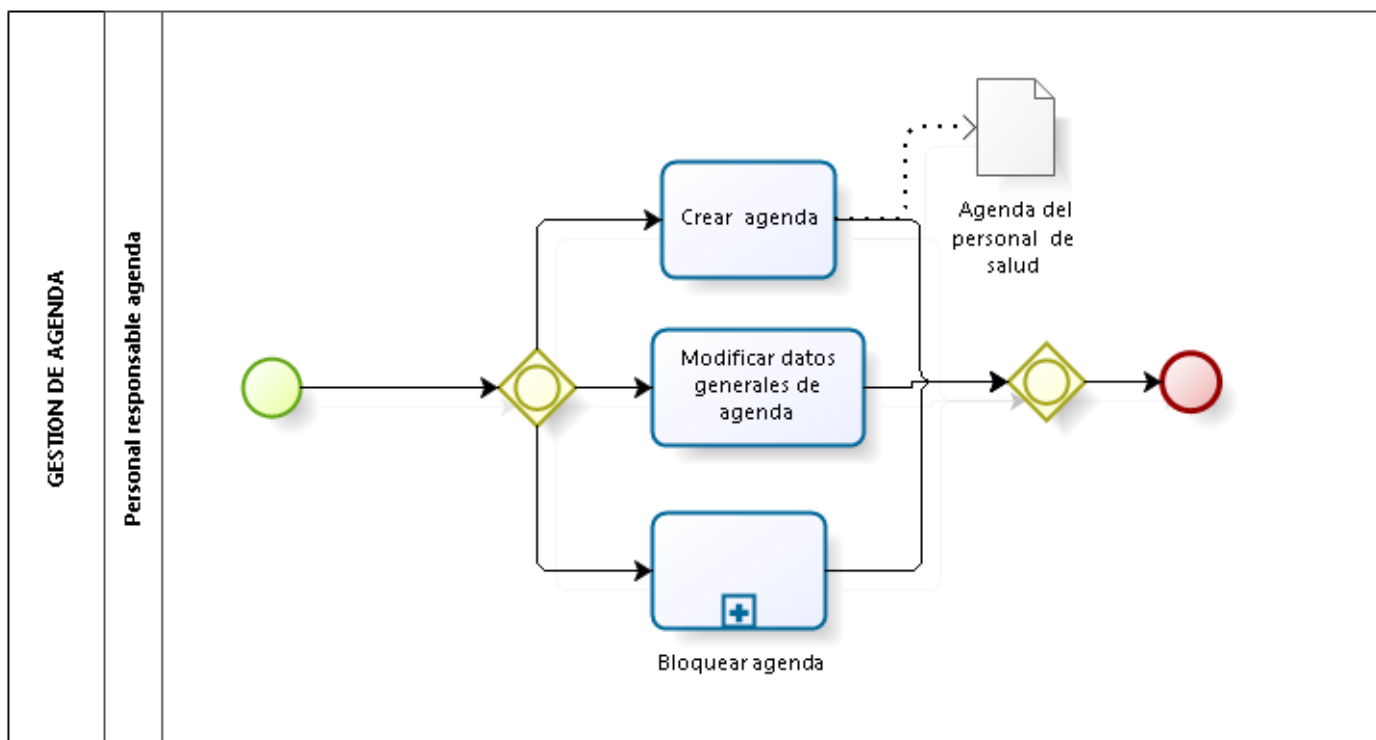 GESTION DE AGENDA
Personal responsable agenda
Crear agenda
Agenda del
personal de
salud
Modificar datos
generales de
agenda
Bloquear agenda